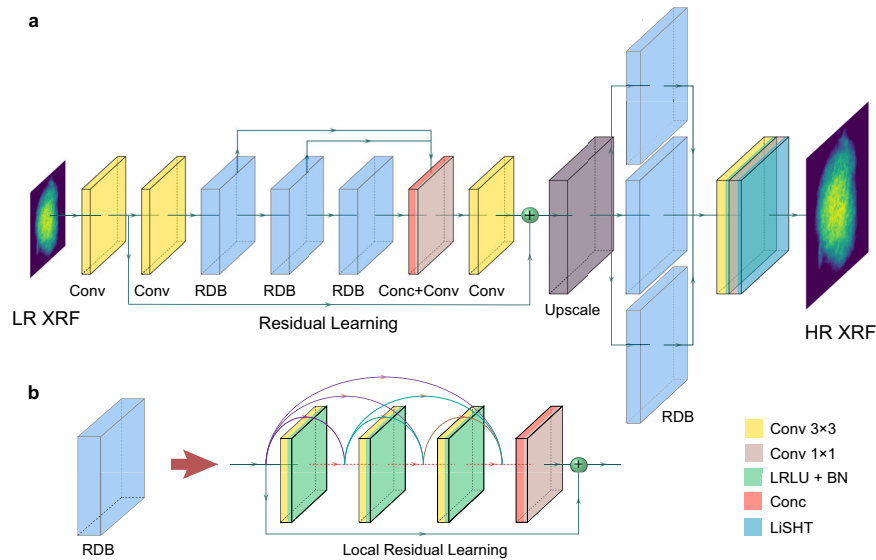 a
Conv
Conv
RDB
RDB
RDB
Conc+Conv
Conv
Upscale
LR XRF
Residual Learning
HR XRF
RDB
b
RDB
Local Residual Learning
Conv 3×3
Conv 1×1
LRLU + BN
Conc
LiSHT